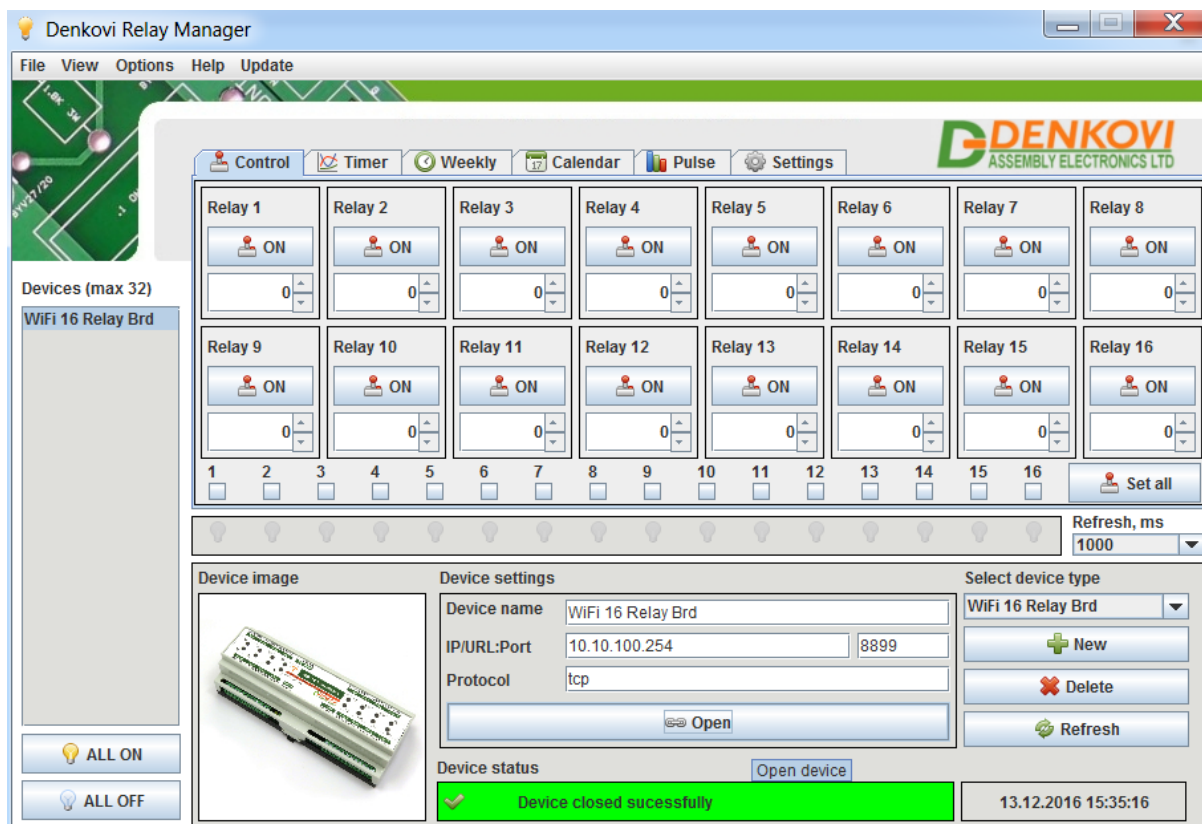 Denkovi Relay Manager
File View Options Help Update
DENKOVI
ASSEMBLY ELECTRONICS LTD
Control Timer Weekly 17 Calendar Pulse Settings
Relay 1 Relay 2 Relay 3 Relay 4 Relay 5 Relay 6 Relay 7 Relay 8
ON ON ON ON ON ON ON ON
0 0 0 0 0 0 0 0
Relay 9 Relay 10 Relay 11 Relay 12 Relay 13 Relay 14 Relay 15 Relay 16
ON ON ON ON ON ON ON ON
0 0 0 0 0 0 0 0
1 2 3 4 5 6 7 8 9 10 11 12 13 14 15 16
Set all
Devices (max 32)
WiFi 16 Relay Brd
ALL ON
ALL OFF
Refresh, ms
1000
Device image
Device settings
Device name WiFi 16 Relay Brd
IP/URL:Port 10.10.100.254 8899
Protocol tcp
Open
Select device type
WiFi 16 Relay Brd
New
Delete
Refresh
Device status
Open device
Device closed sucessfully
13.12.2016 15:35:16